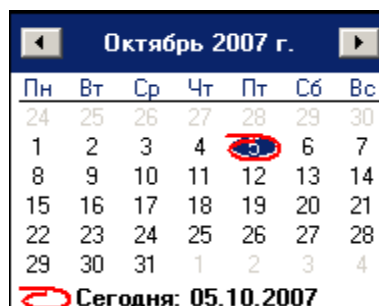 Октябрь 2007 г.
Пн Вт Ср Чт Пт Сб Вс
24 25 26 27 28 29 30
1 2 3 4 5 6 7
8 9 10 11 12 13 14
15 16 17 18 19 20 21
22 23 24 25 26 27 28
29 30 31 1 2 3 4
Сегодня: 05.10.2007